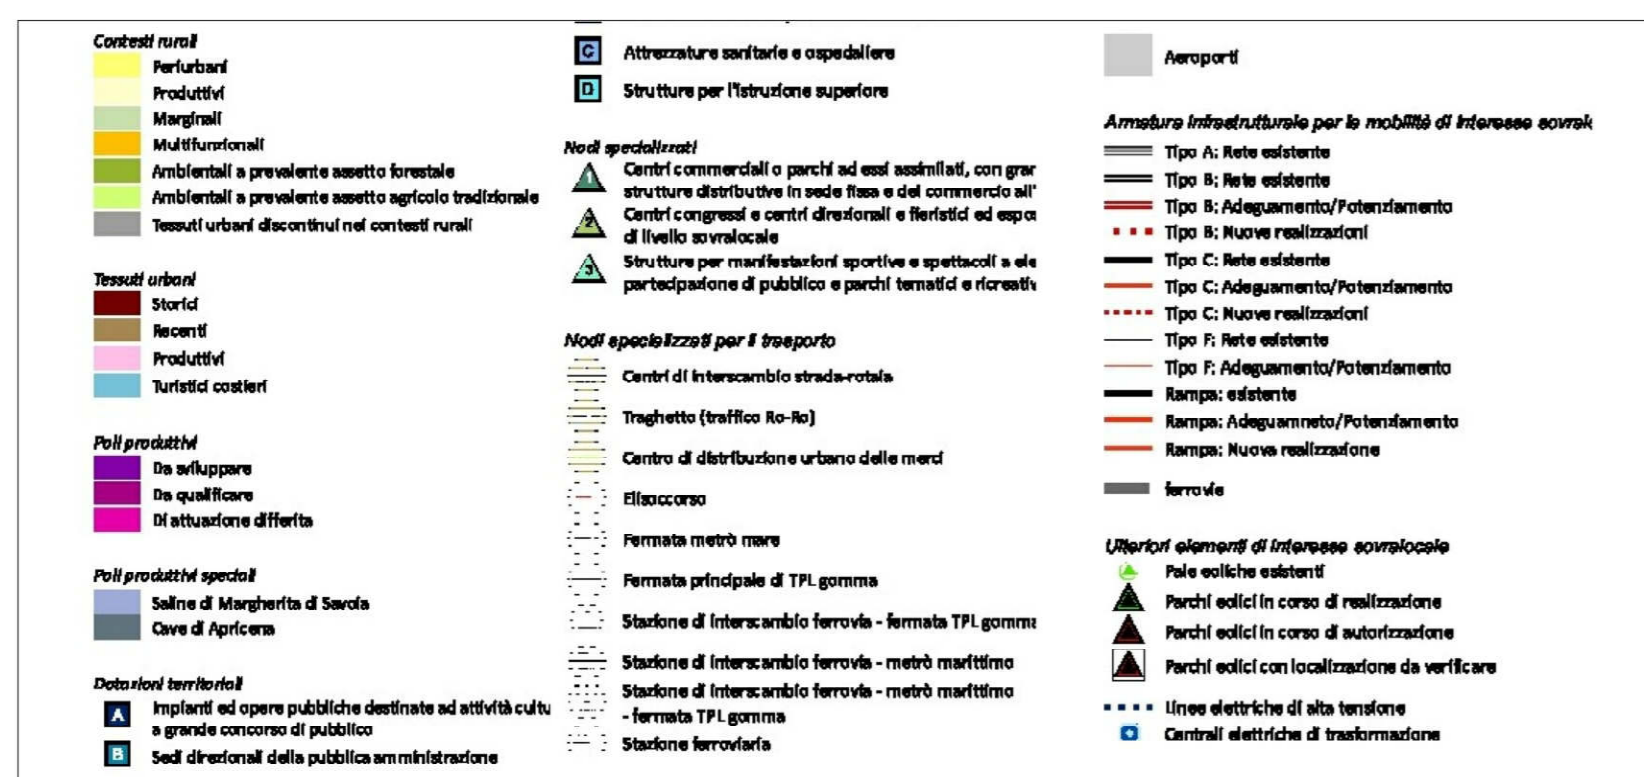 Contesti rurali
Periurbani
Produttivi
Marginali
Multifunzionali
Ambientali a prevalente assetto forestale
Ambientali a prevalente assetto agricolo tradizionale
Tessuti urbani discontinui nei contesti rurali
Tessuti urbani
Storici
Recenti
Produttivi
Turistici costieri
Poli produttivi
Da sviluppare
Da qualificare
Di attuazione differita
Poli produttivi speciali
Saline di Margherita di Savoia
Cave di Apricena
Dotazioni territoriali
A Impianti ed opere pubbliche destinate ad attività cultu
a grande concorso di pubblico
B Sedi direzionali della pubblica amministrazione
C Attrezzature sanitarie e ospedaliere
D Strutture per l'istruzione superiore
Nodi specializzati
1 Centri commerciali o parchi ad essi assimilati, con gran
strutture distributive in sede fissa e del commercio all'
2 Centri congressi e centri direzionali e fieristici ed espos
di livello sovralocale
3 Strutture per manifestazioni sportive e spettacoli a ele
partecipazione di pubblico e parchi tematici e ricreativ
Nodi specializzati per il trasporto
Centri di interscambio strada-rotaia
Traghetto (traffico Ro-Ro)
Centro di distribuzione urbano delle merci
Elisoccorso
Fermata metrò mare
Fermata principale di TPL gomma
Stazione di interscambio ferrovia - fermata TPL gomma
Stazione di interscambio ferrovia - metrò marittimo
Stazione di interscambio ferrovia - metrò marittimo
- fermata TPL gomma
Stazione ferroviaria
Aeroporti
Armatura infrastrutturale per la mobilità di interesse sovral
Tipo A: Rete esistente
Tipo B: Rete esistente
Tipo B: Adeguamento/Potenziamento
Tipo B: Nuove realizzazioni
Tipo C: Rete esistente
Tipo C: Adeguamento/Potenziamento
Tipo C: Nuove realizzazioni
Tipo F: Rete esistente
Tipo F: Adeguamento/Potenziamento
Rampa: esistente
Rampa: Adeguamneto/Potenziamento
Rampa: Nuova realizzazione
ferrovie
Ulteriori elementi di interesse sovralocale
Pale eoliche esistenti
Parchi eolici in corso di realizzazione
Parchi eolici in corso di autorizzazione
Parchi eolici con localizzazione da verificare
Linee elettriche di alta tensione
Centrali elettriche di trasformazione